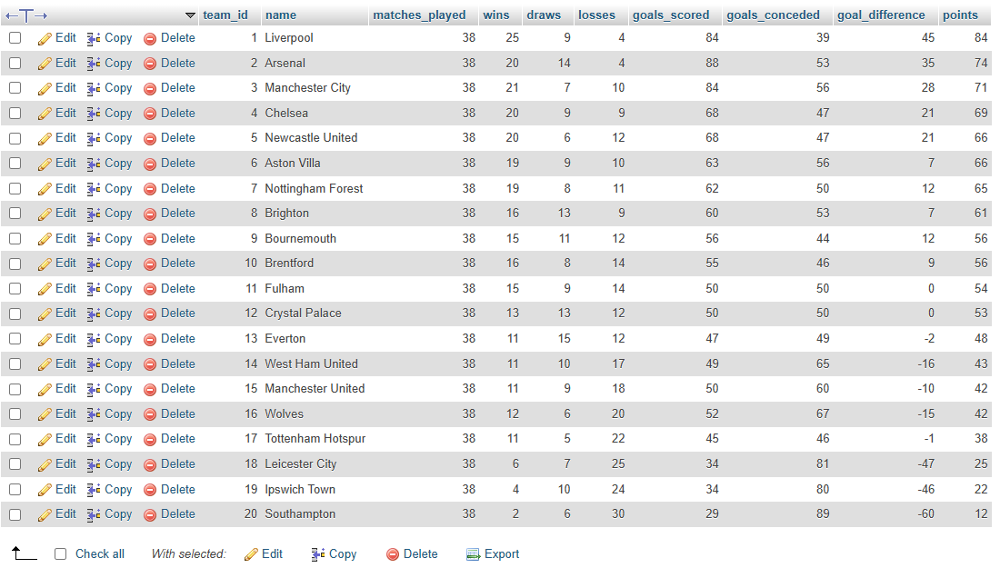 team_id name matches_played wins draws losses goals_scored goals_conceded goal_difference points
Edit Copy Delete 1 Liverpool 38 25 9 4 84 39 45 84
Edit Copy Delete 2 Arsenal 38 20 14 4 88 53 35 74
Edit Copy Delete 3 Manchester City 38 21 7 10 84 56 28 71
Edit Copy Delete 4 Chelsea 38 20 9 9 68 47 21 69
Edit Copy Delete 5 Newcastle United 38 20 6 12 68 47 21 66
Edit Copy Delete 6 Aston Villa 38 19 9 10 63 56 7 66
Edit Copy Delete 7 Nottingham Forest 38 19 8 11 62 50 12 65
Edit Copy Delete 8 Brighton 38 16 13 9 60 53 7 61
Edit Copy Delete 9 Bournemouth 38 15 11 12 56 44 12 56
Edit Copy Delete 10 Brentford 38 16 8 14 55 46 9 56
Edit Copy Delete 11 Fulham 38 15 9 14 50 50 0 54
Edit Copy Delete 12 Crystal Palace 38 13 13 12 50 50 0 53
Edit Copy Delete 13 Everton 38 11 15 12 47 49 -2 48
Edit Copy Delete 14 West Ham United 38 11 10 17 49 65 -16 43
Edit Copy Delete 15 Manchester United 38 11 9 18 50 60 -10 42
Edit Copy Delete 16 Wolves 38 12 6 20 52 67 -15 42
Edit Copy Delete 17 Tottenham Hotspur 38 11 5 22 45 46 -1 38
Edit Copy Delete 18 Leicester City 38 6 7 25 34 81 -47 25
Edit Copy Delete 19 Ipswich Town 38 4 10 24 34 80 -46 22
Edit Copy Delete 20 Southampton 38 2 6 30 29 89 -60 12
Check all With selected: Edit Copy Delete Export